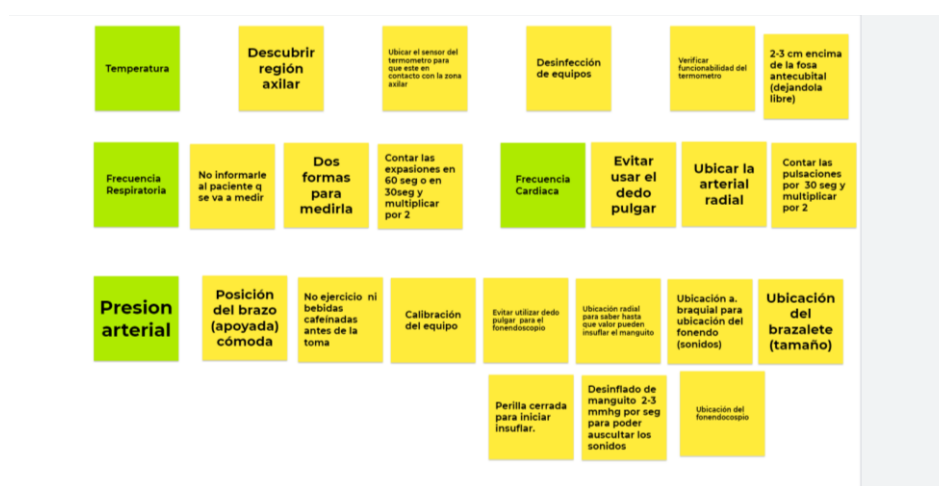 Temperatura
Descubrir
región
axilar
Ubicar el sensor del
termometro para
que este en
contacto con la zona
axilar
Desinfección
de equipos
Verificar
funcionabilidad del
termometro
2-3 cm encima
de la fosa
antecubital
(dejandola
libre)
Frecuencia
Respiratoria
No informarle
al paciente q
se va a medir
Dos
formas
para
medirla
Contar las
expasiones en
60 seg o en
30seg y
multiplicar
por 2
Frecuencia
Cardiaca
Evitar
usar el
dedo
pulgar
Ubicar la
arterial
radial
Contar las
pulsaciones
por 30 seg y
multiplicar
por 2
Presion
arterial
Posición
del brazo
(apoyada)
cómoda
No ejercicio ni
bebidas
cafeínadas
antes de la
toma
Calibración
del equipo
Evitar utilizar dedo
pulgar para el
fonendoscopio
Ubicación radial
para saber hasta
que valor pueden
insuflar el manguito
Ubicación a.
braquial para
ubicación del
fonendo
(sonidos)
Ubicación
del
brazalete
(tamaño)
Perilla cerrada
para iniciar
insuflar.
Desinflado de
manguito 2-3
mmhg por seg
para poder
auscultar los
sonidos
Ubicación del
fonendocospio